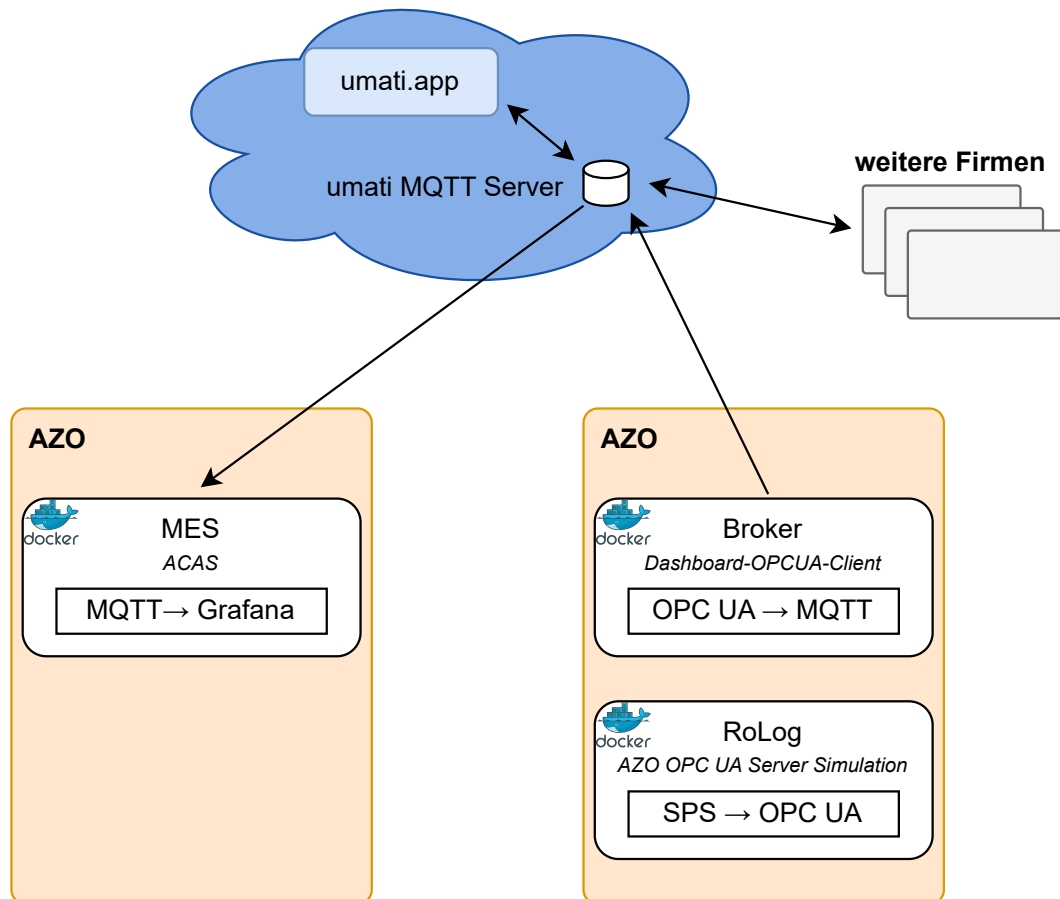 umati.app
umati MQTT Server
weitere Firmen
AZO
docker
MES
ACAS
MQTT→ Grafana
AZO
docker
Broker
Dashboard-OPCUA-Client
OPC UA → MQTT
docker
RoLog
AZO OPC UA Server Simulation
SPS → OPC UA